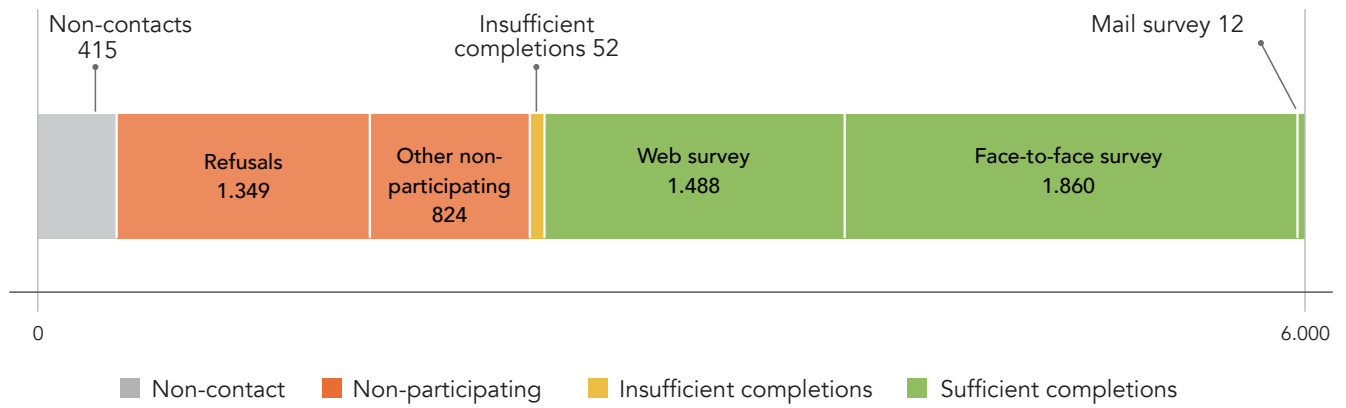 Non-contacts
415
Insufficient
completions 52
Mail survey 12
Refusals
1.349
Other non-
participating
824
Web survey
1.488
Face-to-face survey
1.860
0
6.000
Non-contact
Non-participating
Insufficient completions
Sufficient completions